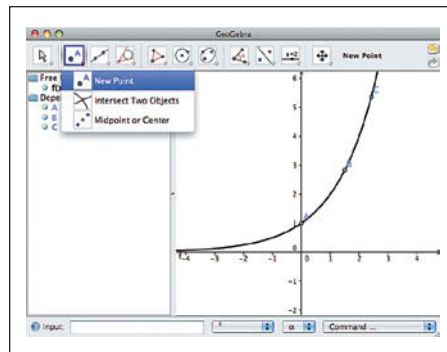 GeoGebra
New Point
Free
New Point
Depe
Intersect Two Objects
A
B
Midpoint or Center
C
6
C
5
4
3
B
2
1
A
0
-4 -3 -2 -1 0 1 2 3
-1
-2
Input:
α
Command ...